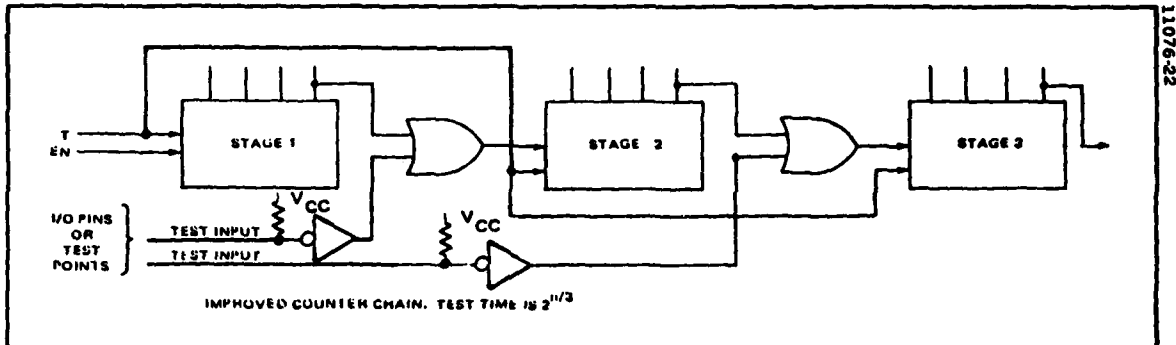 11076-22
T
EN
STAGE 1
STAGE 2
STAGE 3
VCC
VCC
I/O PINS
OR
TEST
POINTS
TEST INPUT
TEST INPUT
IMPROVED COUNTER CHAIN. TEST TIME IS 2^n/3